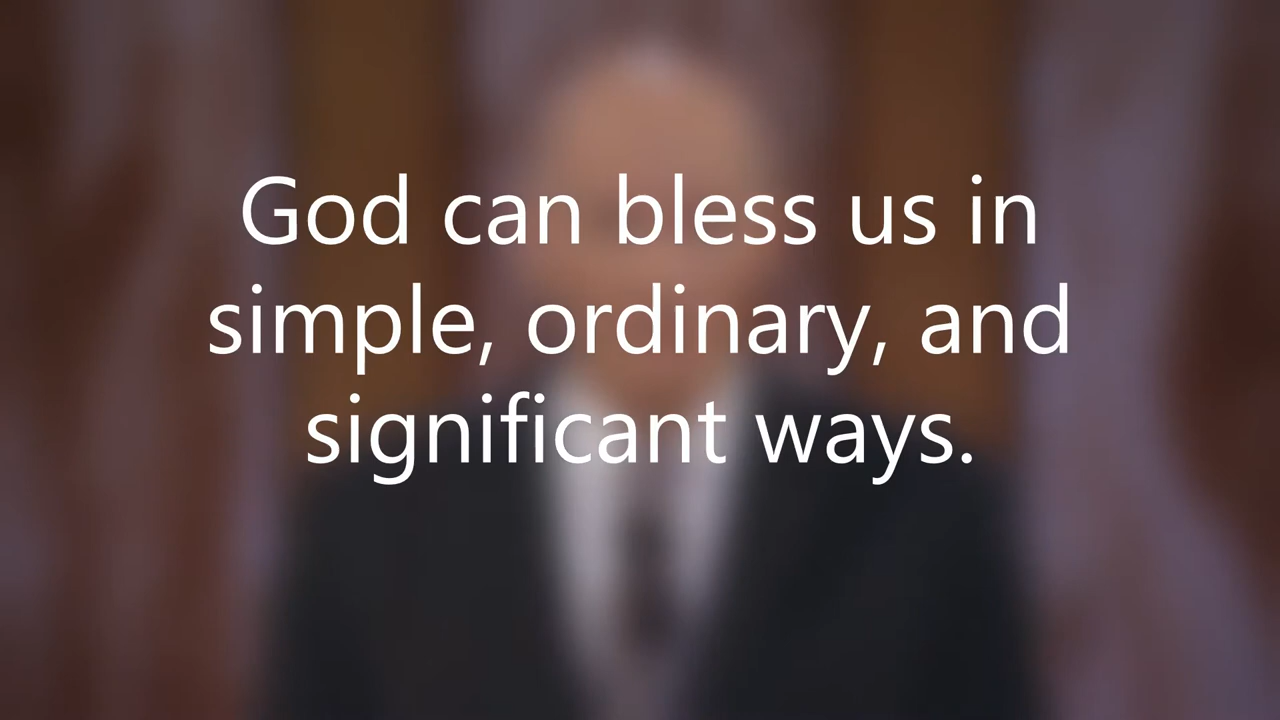 God can bless us in
simple, ordinary, and
significant ways.